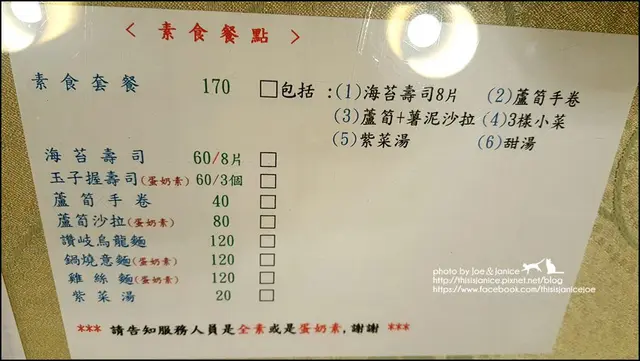 < 素食餐點 >
素食套餐 170 □包括:(1)海苔壽司8片 (2)蘆筍手卷
(3)蘆筍+薯泥沙拉 (4)3樣小菜
(5)紫菜湯 (6)甜湯
海苔壽司 60/8片 □
玉子握壽司(蛋奶素) 60/3個 □
蘆筍手卷 40 □
蘆筍沙拉(蛋奶素) 80 □
讚岐烏龍麵 120 □
鍋燒意麵(蛋奶素) 120 □
雞絲麵(蛋奶素) 120 □
紫菜湯 20 □
*** 請告知服務人員是全素或是蛋奶素,謝謝 ***
photo by Joe & Janice
http://thisisjanice.pixnet.net/blog
https://www.facebook.com/thisisjanicejoe